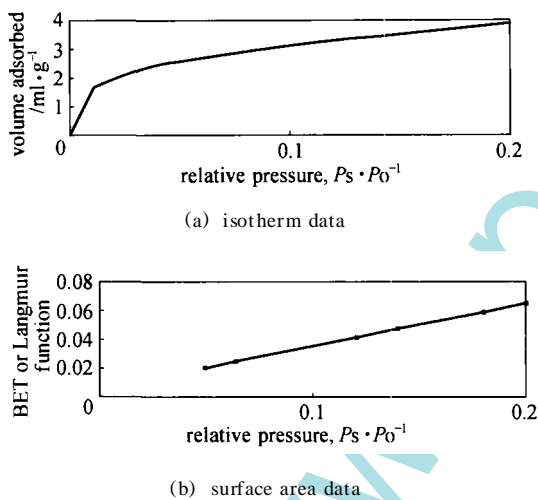 4
3
2
1
0
0.1
0.2
volume adsorbed
/ml·g⁻¹
relative pressure, Ps·Po⁻¹
(a) isotherm data
0.08
0.06
0.04
0.02
0
0.1
0.2
BET or Langmuir
function
relative pressure, Ps·Po⁻¹
(b) surface area data